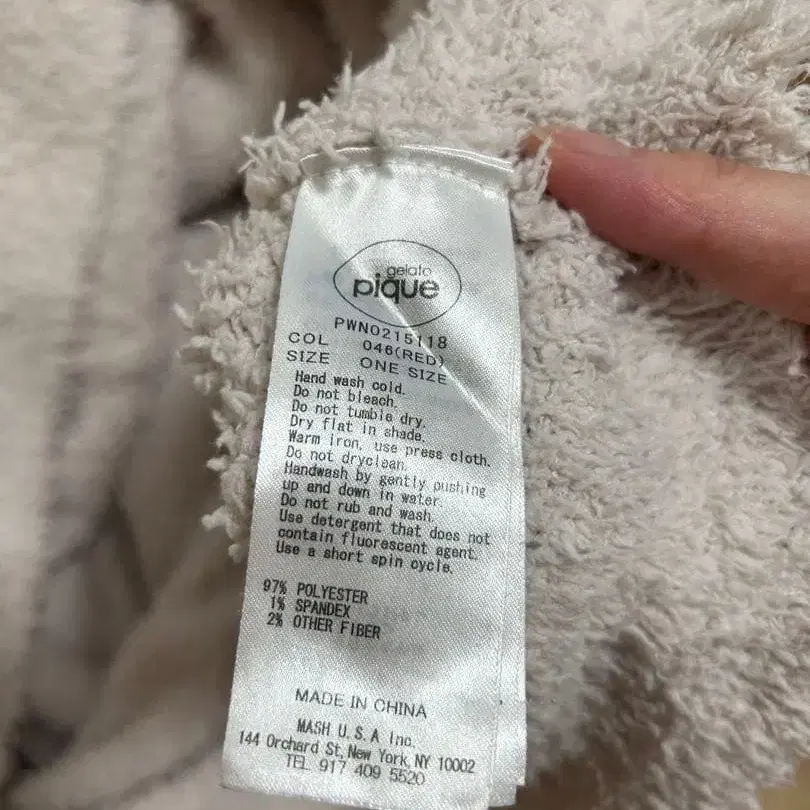 gelato
pique
PWNO215118
COL 046(RED)
SIZE ONE SIZE
Hand wash cold.
Do not bleach.
Do not tumble dry.
Dry flat in shade.
Warm iron, use press cloth.
Do not dryclean.
Handwash by gently pushing
up and down in water.
Do not rub and wash.
Use detergent that does not
contain fluorescent agent.
Use a short spin cycle.
97% POLYESTER
1% SPANDEX
2% OTHER FIBER
MADE IN CHINA
MASH U.S.A Inc.
144 Orchard St, New York, NY 10002
TEL 917 409 5520